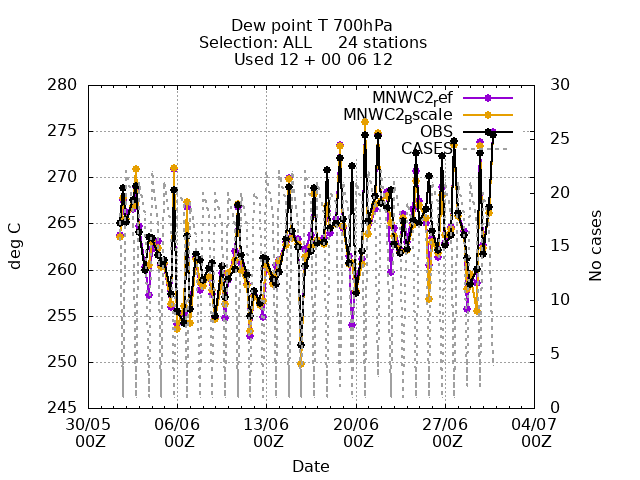 Dew point T 700hPa
Selection: ALL 24 stations
Used 12 + 00 06 12
280
275
270
265
260
255
250
245
30
25
20
15
10
5
0
MNWC2ref
MNWC2Bscale
OBS
CASES
deg C
No cases
30/05 06/06 13/06 20/06 27/06 04/07
00Z 00Z 00Z 00Z 00Z 00Z
Date